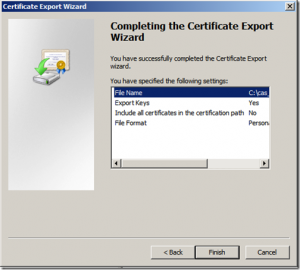 Certificate Export Wizard
Completing the Certificate Export
Wizard
You have successfully completed the Certificate Export
wizard.
You have specified the following settings:
File Name C:\cas
Export Keys Yes
Include all certificates in the certification path No
File Format Persona
< Back Finish Cancel